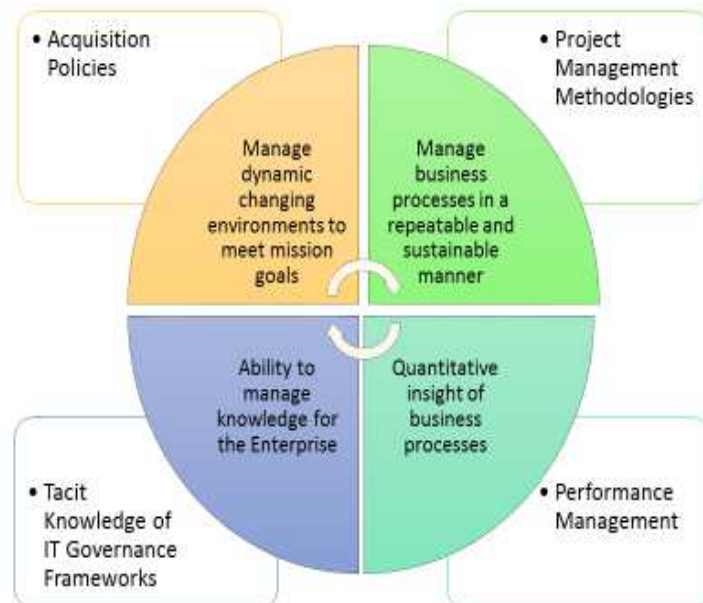 • Acquisition
Policies
• Project
Management
Methodologies
Manage
dynamic
changing
environments to
meet mission
goals
Manage
business
processes in a
repeatable and
sustainable
manner
Ability to
manage
knowledge for
the Enterprise
Quantitative
insight of
business
processes
• Tacit
Knowledge of
IT Governance
Frameworks
• Performance
Management